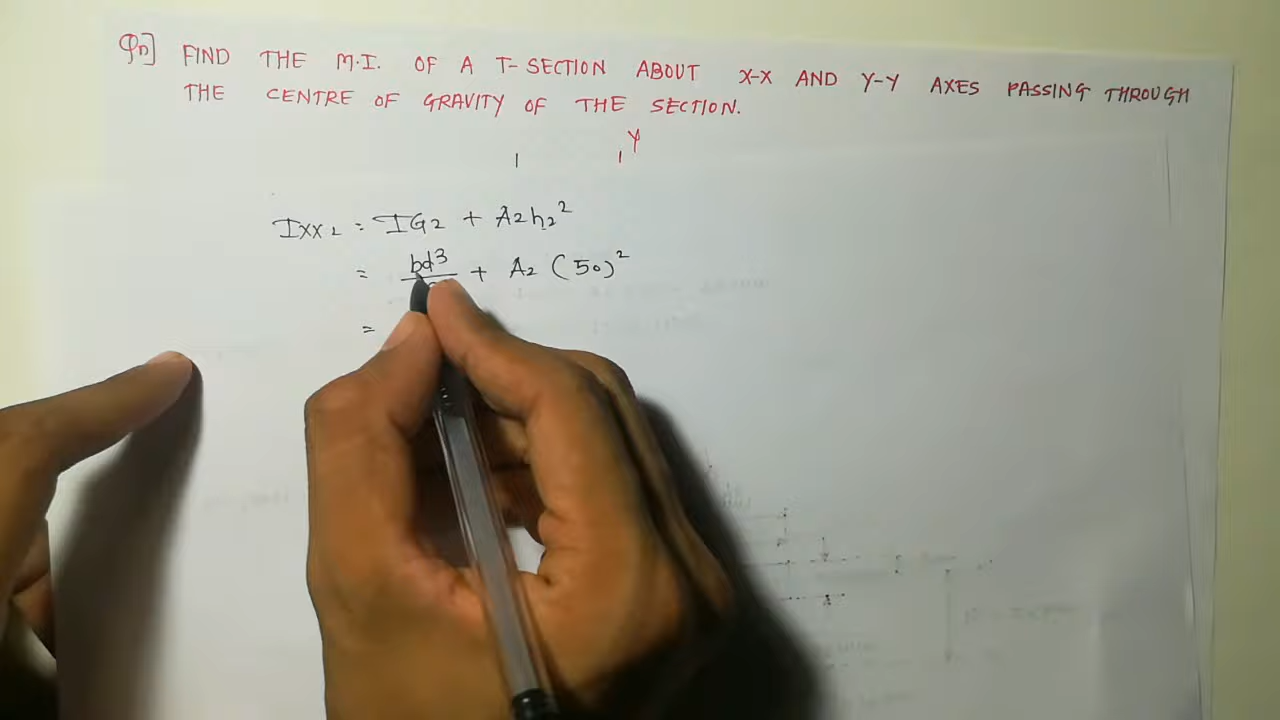 Qn] FIND THE M.I. OF A T-SECTION ABOUT X-X AND Y-Y AXES PASSING THROUGH
THE CENTRE OF GRAVITY OF THE SECTION.
Y
IXX2 = IG2 + A2h2²
= bd³ + A2 (50)²
=